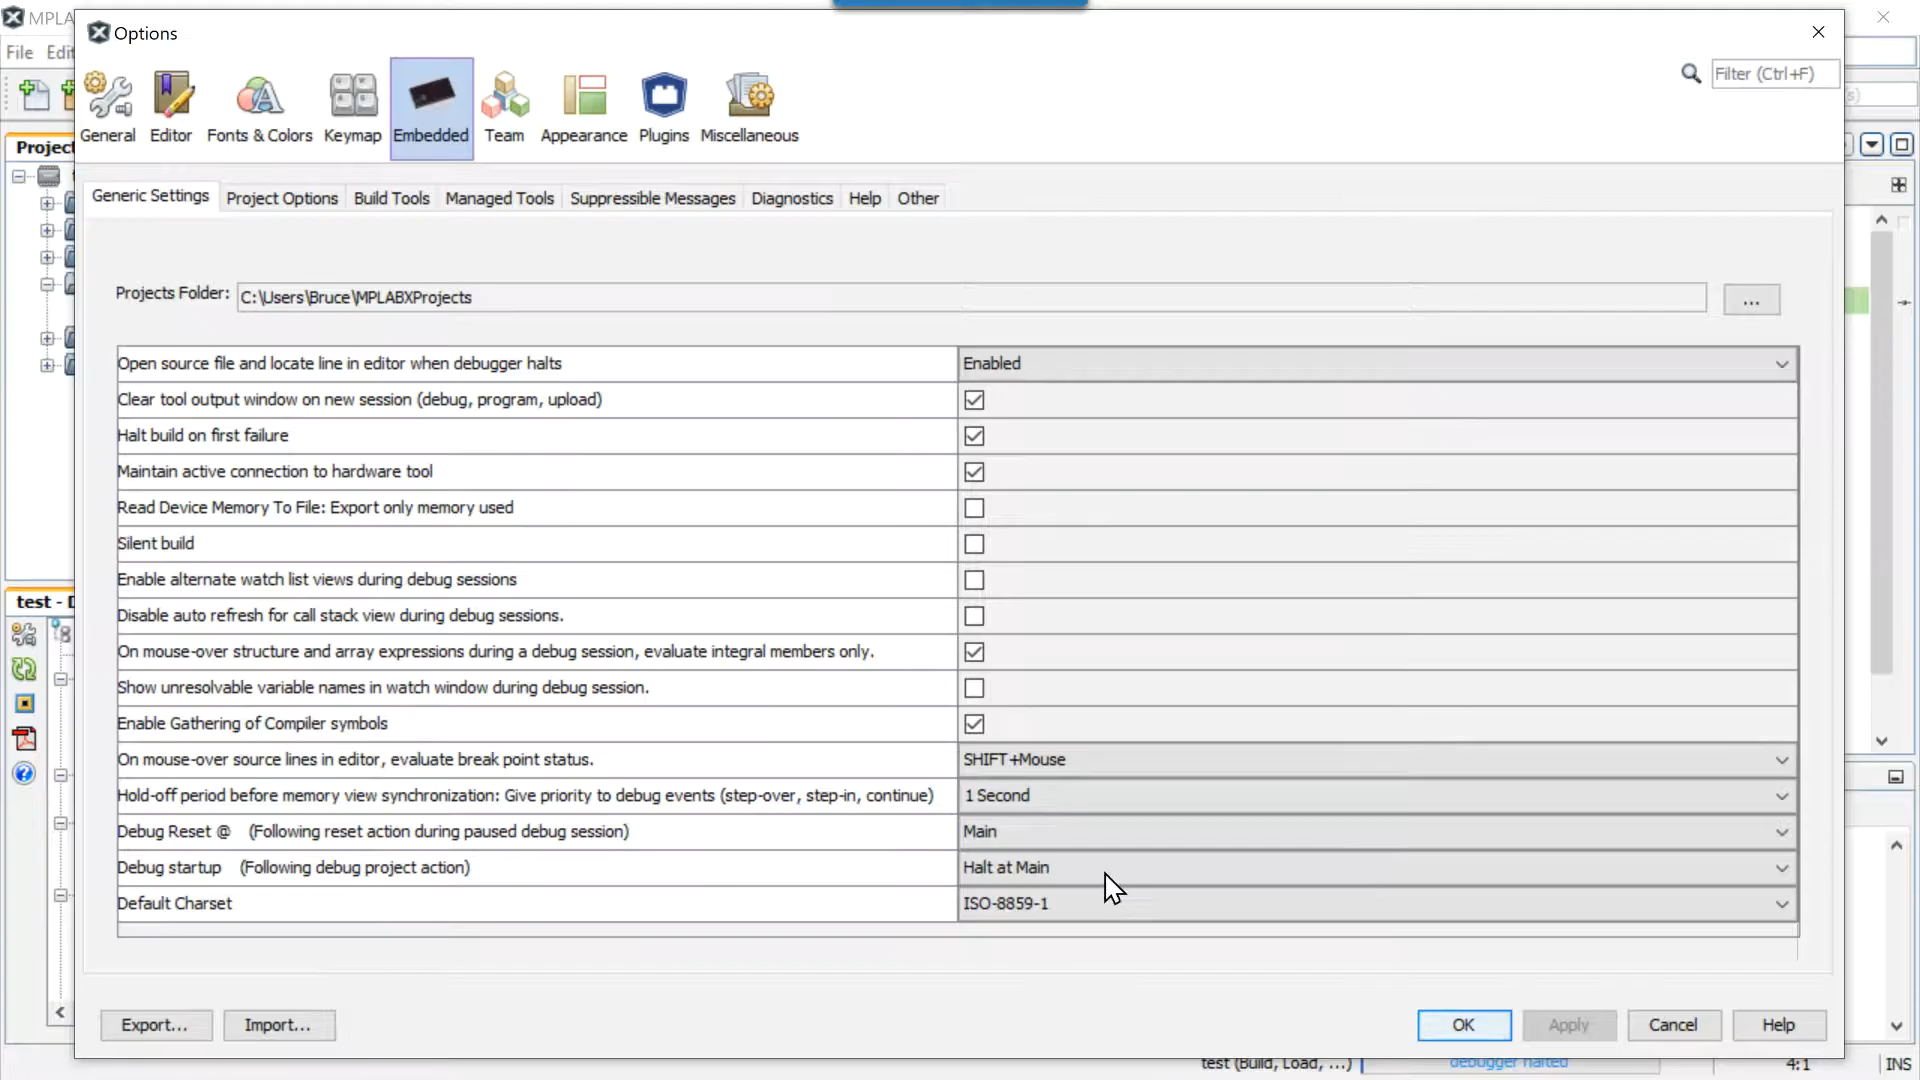 MPLA
Options
File Edit
Filter (Ctrl+F)
General
Editor
Fonts & Colors
Keymap
Embedded
Team
Appearance
Plugins
Miscellaneous
Project
Generic Settings
Project Options
Build Tools
Managed Tools
Suppressible Messages
Diagnostics
Help
Other
Projects Folder: C:\Users\Bruce\MPLABXProjects ...
Open source file and locate line in editor when debugger halts Enabled
Clear tool output window on new session (debug, program, upload)
Halt build on first failure
Maintain active connection to hardware tool
Read Device Memory To File: Export only memory used
Silent build
Enable alternate watch list views during debug sessions
Disable auto refresh for call stack view during debug sessions.
test - D
On mouse-over structure and array expressions during a debug session, evaluate integral members only.
Show unresolvable variable names in watch window during debug session.
Enable Gathering of Compiler symbols
On mouse-over source lines in editor, evaluate break point status. SHIFT+Mouse
Hold-off period before memory view synchronization: Give priority to debug events (step-over, step-in, continue) 1 Second
Debug Reset @ (Following reset action during paused debug session) Main
Debug startup (Following debug project action) Halt at Main
Default Charset ISO-8859-1
Export...
Import...
OK
Apply
Cancel
Help
test (Build, Load, ...)
debugger halted
4:1
INS